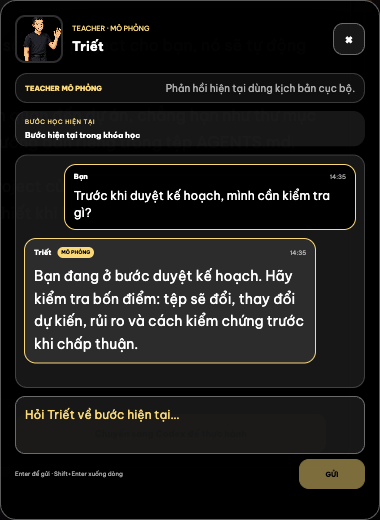 TEACHER · MÔ PHỎNG
Triết
TEACHER MÔ PHỎNG
Phản hồi hiện tại dùng kịch bản cục bộ.
BƯỚC HỌC HIỆN TẠI
Bước hiện tại trong khóa học
Bạn 14:35
Trước khi duyệt kế hoạch, mình cần kiểm tra
gì?
Triết MÔ PHỎNG 14:35
Bạn đang ở bước duyệt kế hoạch. Hãy
kiểm tra bốn điểm: tệp sẽ đổi, thay đổi
dự kiến, rủi ro và cách kiểm chứng trước
khi chấp thuận.
Hỏi Triết về bước hiện tại...
Enter để gửi · Shift+Enter xuống dòng
GỬI